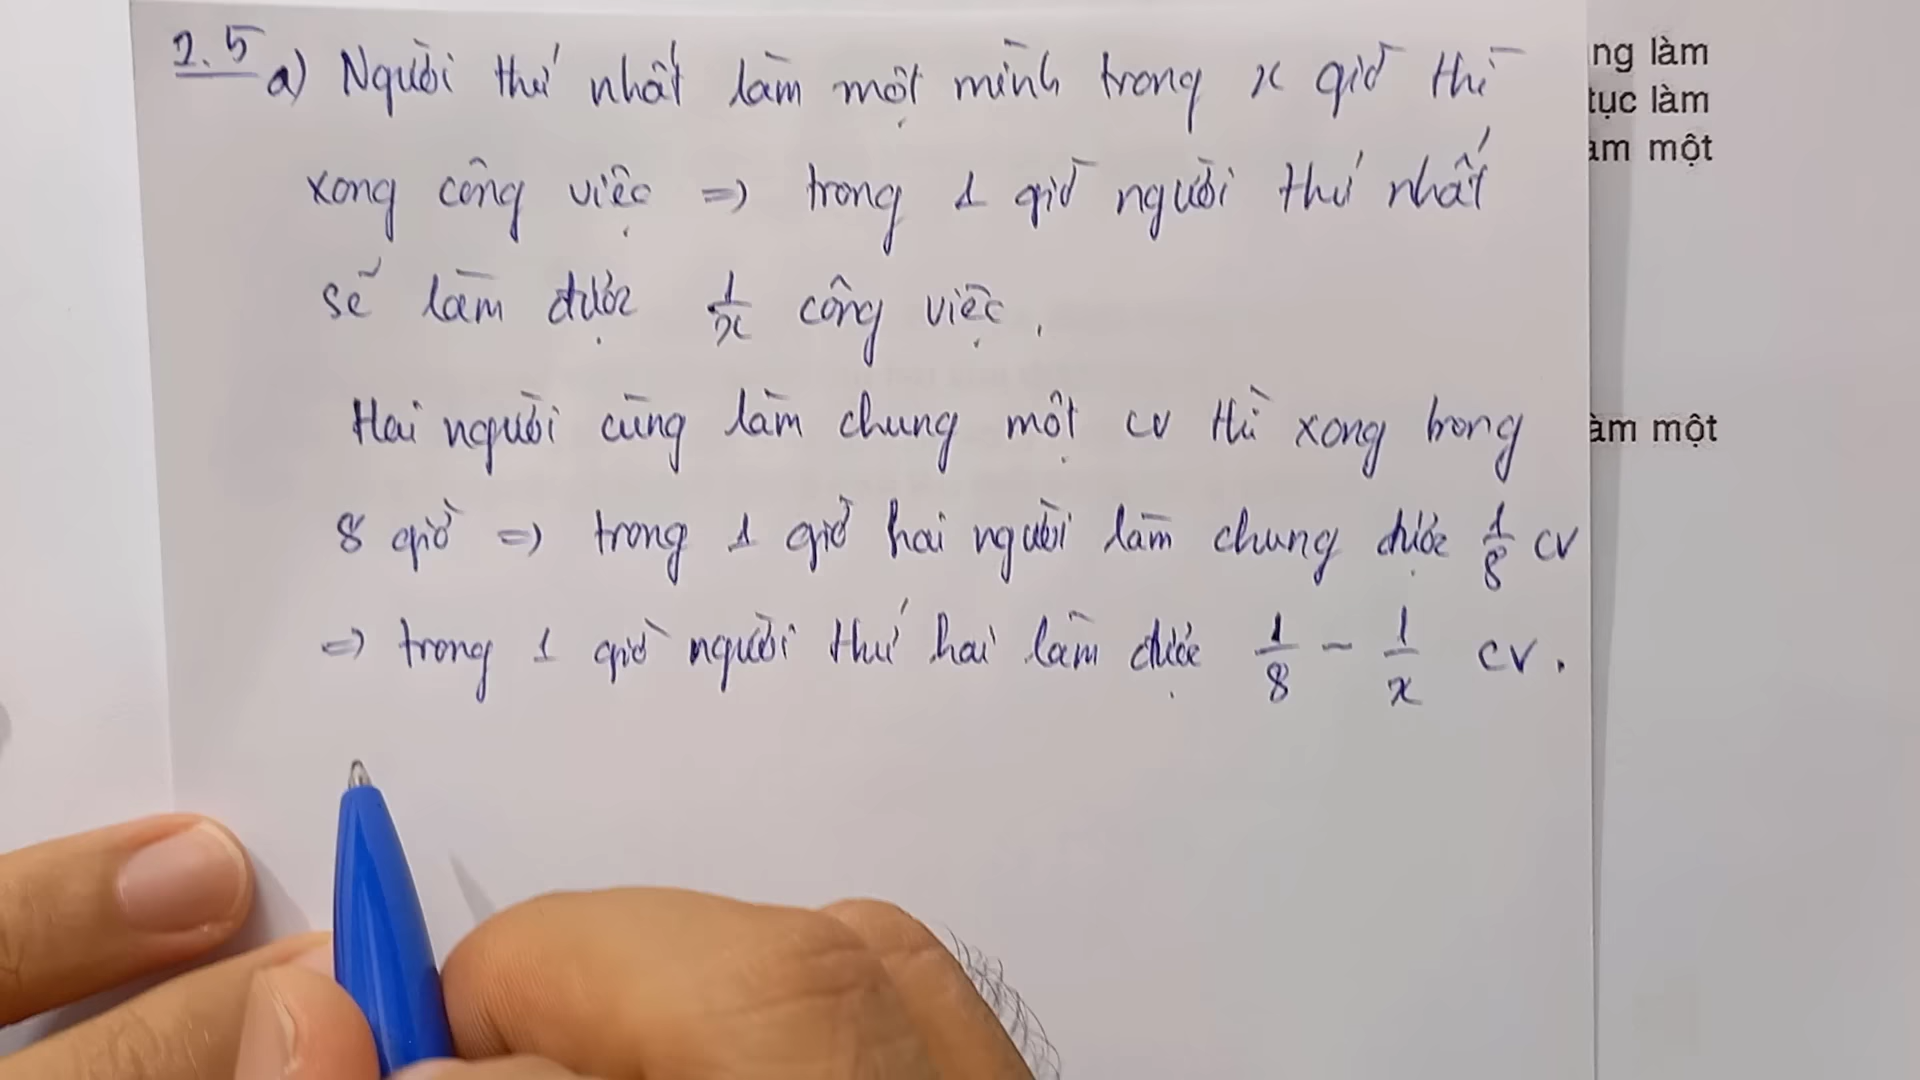 2.5 a) Người thứ nhất làm một mình trong x giờ thì
xong công việc => trong 1 giờ người thứ nhất
sẽ làm được 1/x công việc.
Hai người cùng làm chung một cv thì xong trong
8 giờ => trong 1 giờ hai người làm chung được 1/8 cv
=> trong 1 giờ người thứ hai làm được 1/8 - 1/x cv.
ng làm
tục làm
àm một
àm một